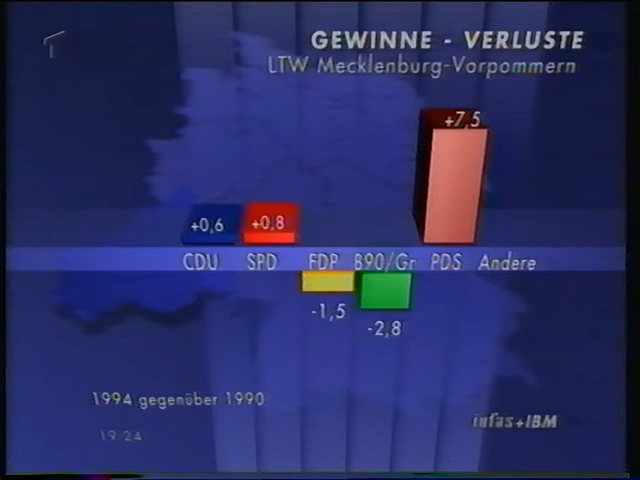 GEWINNE - VERLUSTE
LTW Mecklenburg-Vorpommern
+7,5
+0,6 +0,8
CDU SPD FDP B90/Gr PDS Andere
-1,5
-2,8
1994 gegenüber 1990
infas+IBM
19:24